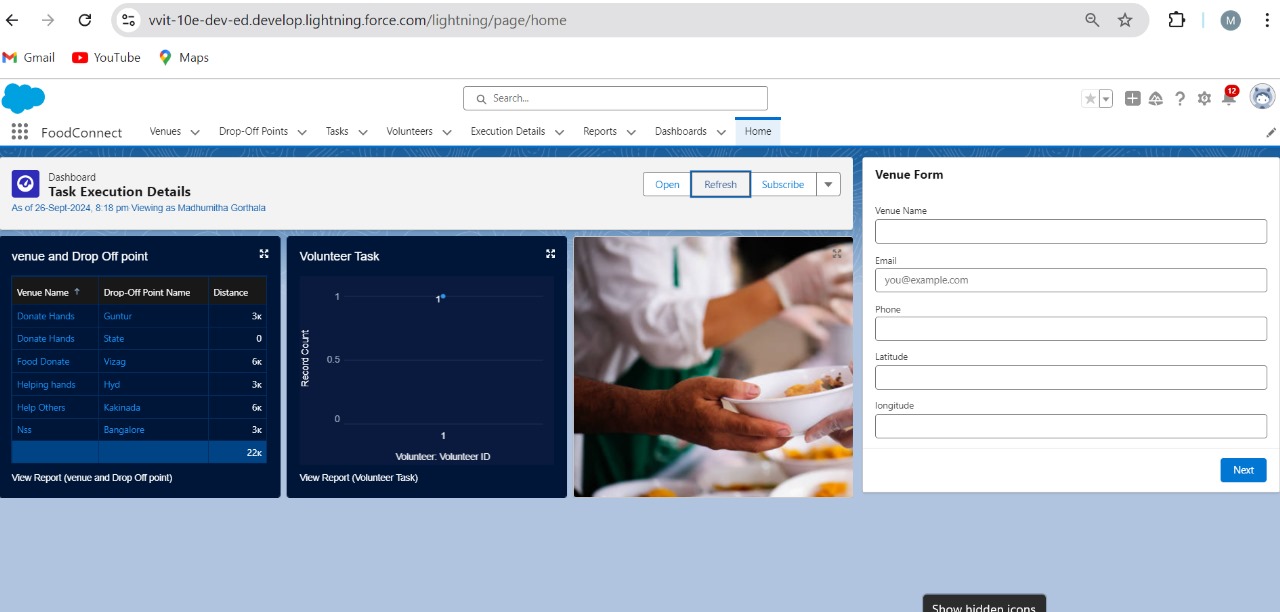 vvit-10e-dev-ed.develop.lightning.force.com/lightning/page/home
M
Gmail YouTube Maps
Search...
12
FoodConnect Venues Drop-Off Points Tasks Volunteers Execution Details Reports Dashboards Home
Dashboard
Task Execution Details
As of 26-Sept-2024, 8:18 pm Viewing as Madhumitha Gorthala
Open Refresh Subscribe
venue and Drop Off point
Venue Name ↑ Drop-Off Point Name Distance
Donate Hands Guntur 3K
Donate Hands State 0
Food Donate Vizag 6K
Helping hands Hyd 3K
Help Others Kakinada 6K
Nss Bangalore 3K
22K
View Report (venue and Drop Off point)
Volunteer Task
Record Count
1
0.5
0
1
1
Volunteer: Volunteer ID
View Report (Volunteer Task)
Venue Form
Venue Name
Email
you@example.com
Phone
Latitude
longitude
Next
Show hidden icons